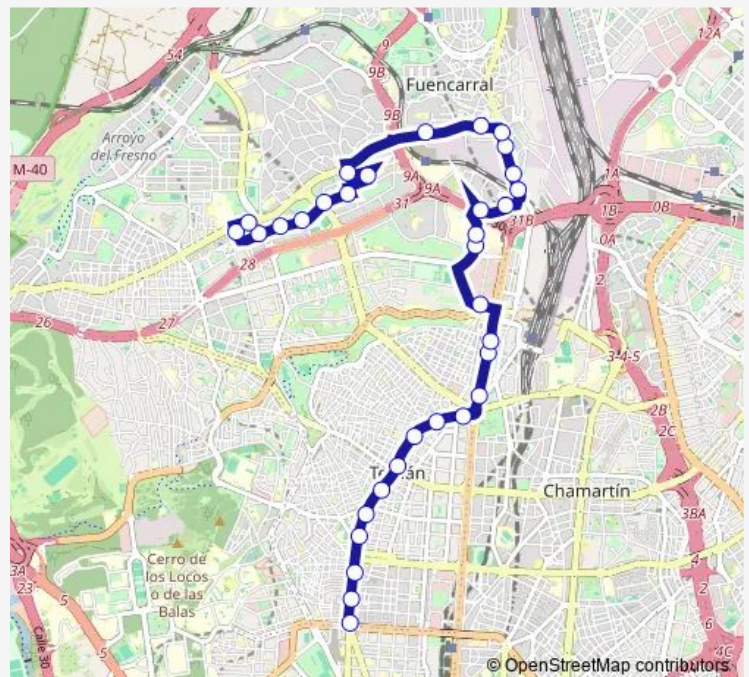 12A
54
9
9B
Fuencarral
9B
Arroyo
del Fresno
M-40
9A
9A
1A
31
31B
1B
0B
1
0A
28
2
26
27
3-4-5
2B
2C
Chamartín
3BA
3A
23
5
Cerro de
los Locos
o de las
Balas
4
2
6
Calle 30
5
4C
© OpenStreetMap contributors